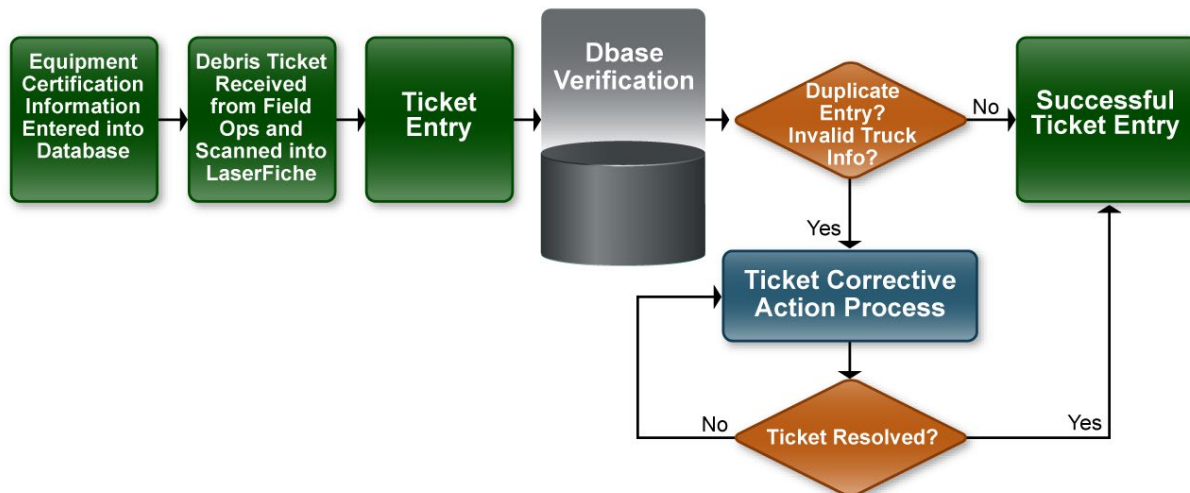 Equipment
Certification
Information
Entered into
Database
Debris Ticket
Received
from Field
Ops and
Scanned into
LaserFiche
Ticket
Entry
Dbase
Verification
Duplicate
Entry?
Invalid Truck
Info?
No
Successful
Ticket Entry
Yes
Ticket Corrective
Action Process
No
Ticket Resolved?
Yes